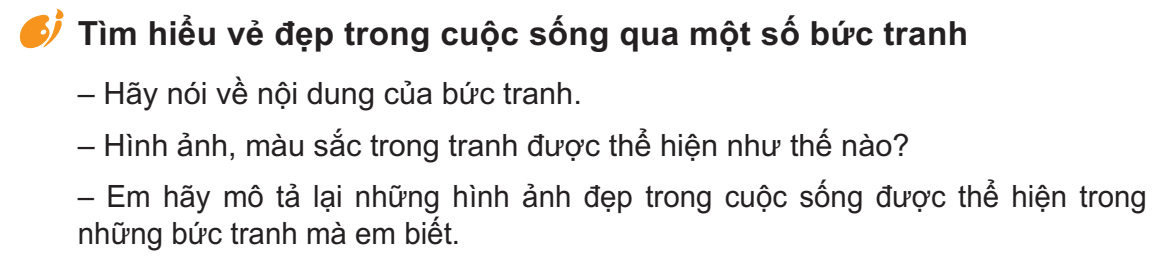 Tìm hiểu vẻ đẹp trong cuộc sống qua một số bức tranh
– Hãy nói về nội dung của bức tranh.
– Hình ảnh, màu sắc trong tranh được thể hiện như thế nào?
– Em hãy mô tả lại những hình ảnh đẹp trong cuộc sống được thể hiện trong
những bức tranh mà em biết.